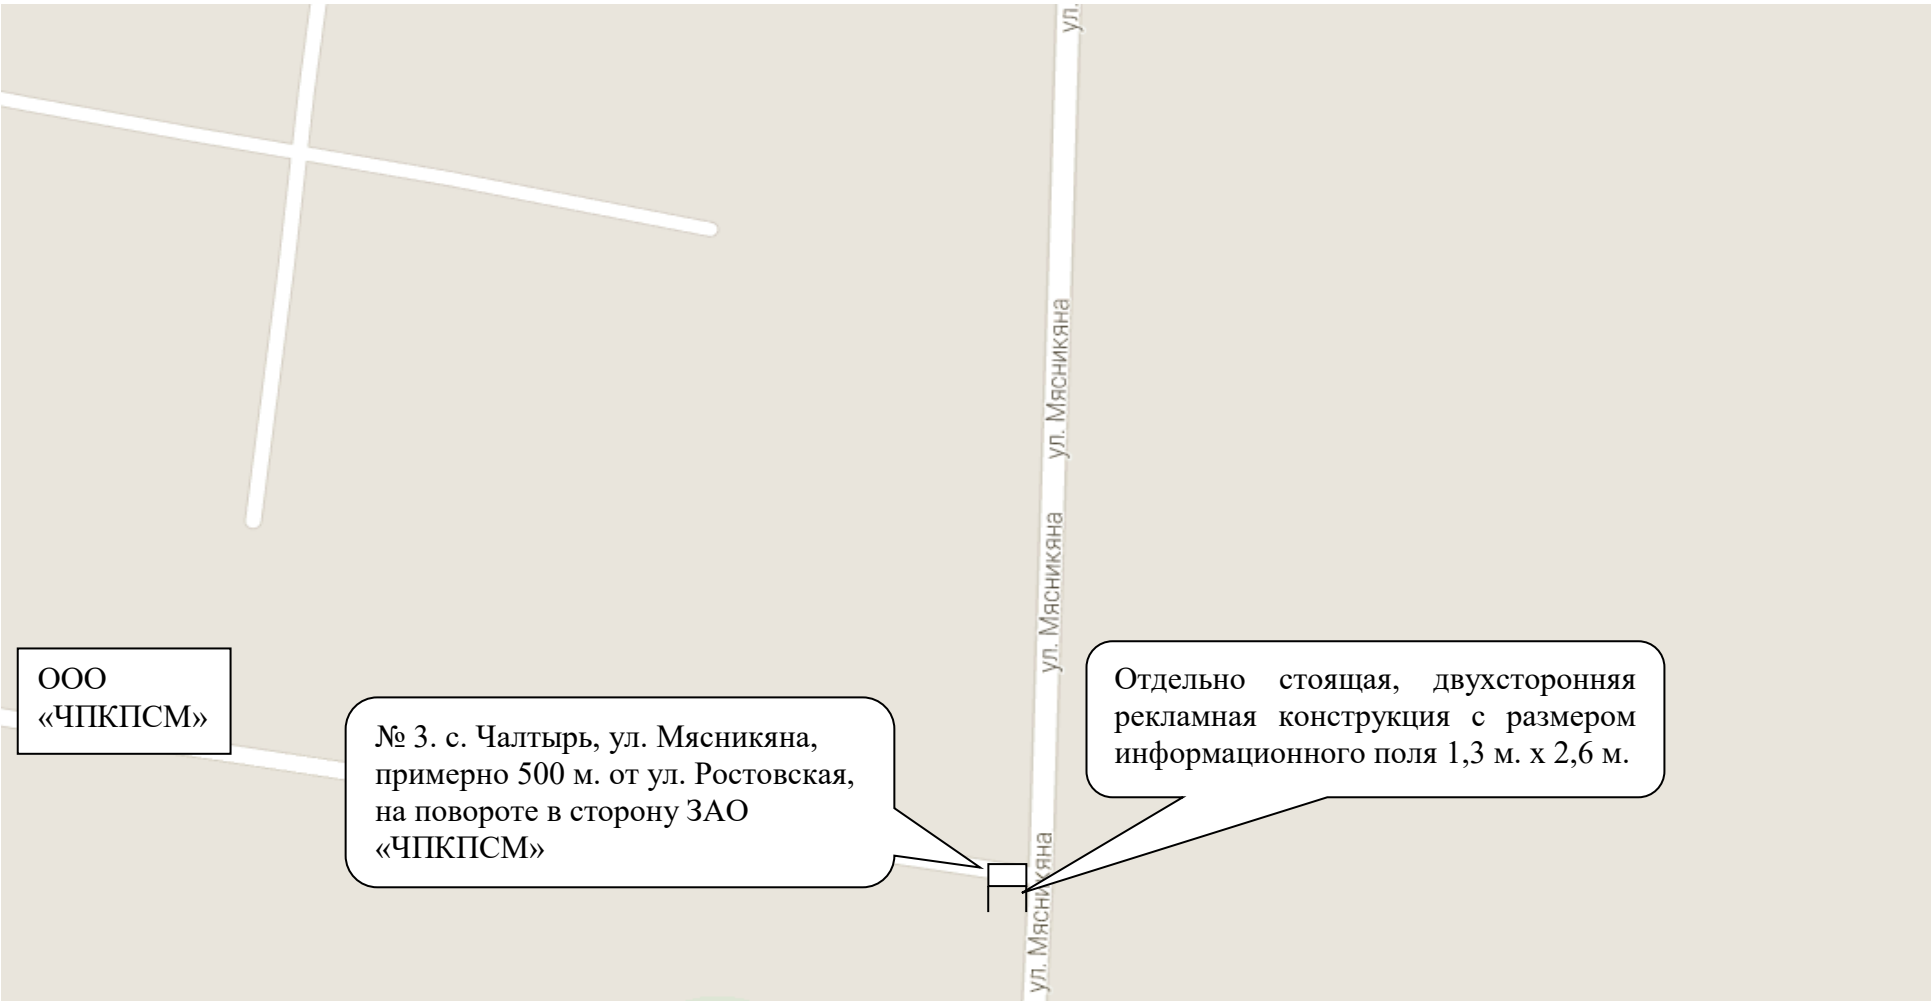 ул.
ул. Мясникяна
ул. Мясникяна
ООО
«ЧПКПСМ»
№ 3. с. Чалтырь, ул. Мясникяна,
примерно 500 м. от ул. Ростовская,
на повороте в сторону ЗАО
«ЧПКПСМ»
Отдельно стоящая, двухсторонняя
рекламная конструкция с размером
информационного поля 1,3 м. х 2,6 м.
ул. Мясникяна